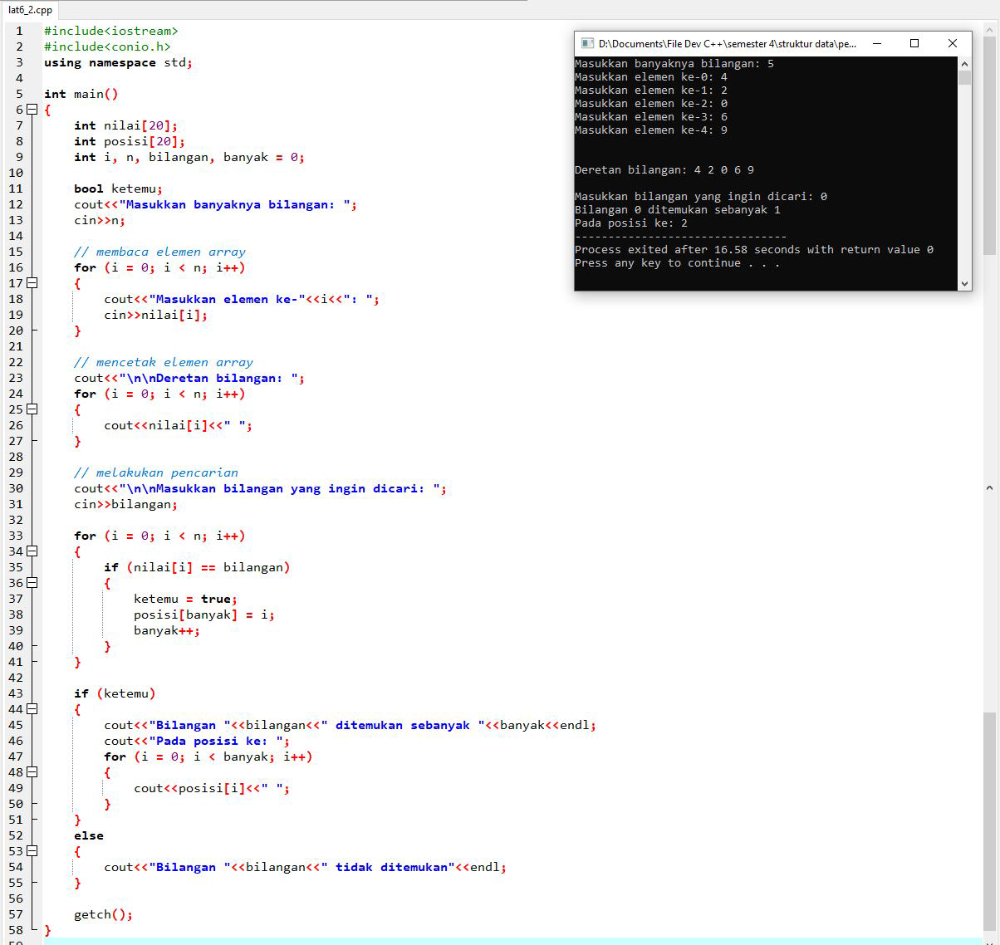 lat6_2.cpp
1 #include<iostream>
2 #include<conio.h>
3 using namespace std;
4
5 int main()
6 {
7 int nilai[20];
8 int posisi[20];
9 int i, n, bilangan, banyak = 0;
10
11 bool ketemu;
12 cout<<"Masukkan banyaknya bilangan: ";
13 cin>>n;
14
15 // membaca elemen array
16 for (i = 0; i < n; i++)
17 {
18 cout<<"Masukkan elemen ke-"<<i<<": ";
19 cin>>nilai[i];
20 }
21
22 // mencetak elemen array
23 cout<<"\n\nDeretan bilangan: ";
24 for (i = 0; i < n; i++)
25 {
26 cout<<nilai[i]<<" ";
27 }
28
29 // melakukan pencarian
30 cout<<"\n\nMasukkan bilangan yang ingin dicari: ";
31 cin>>bilangan;
32
33 for (i = 0; i < n; i++)
34 {
35 if (nilai[i] == bilangan)
36 {
37 ketemu = true;
38 posisi[banyak] = i;
39 banyak++;
40 }
41 }
42
43 if (ketemu)
44 {
45 cout<<"Bilangan "<<bilangan<<" ditemukan sebanyak "<<banyak<<endl;
46 cout<<"Pada posisi ke: ";
47 for (i = 0; i < banyak; i++)
48 {
49 cout<<posisi[i]<<" ";
50 }
51 }
52 else
53 {
54 cout<<"Bilangan "<<bilangan<<" tidak ditemukan"<<endl;
55 }
56
57 getch();
58 }
D:\Documents\File Dev C++\semester 4\struktur data\pe...
Masukkan banyaknya bilangan: 5
Masukkan elemen ke-0: 4
Masukkan elemen ke-1: 2
Masukkan elemen ke-2: 0
Masukkan elemen ke-3: 6
Masukkan elemen ke-4: 9
Deretan bilangan: 4 2 0 6 9
Masukkan bilangan yang ingin dicari: 0
Bilangan 0 ditemukan sebanyak 1
Pada posisi ke: 2
--------------------------------
Process exited after 16.58 seconds with return value 0
Press any key to continue . . .